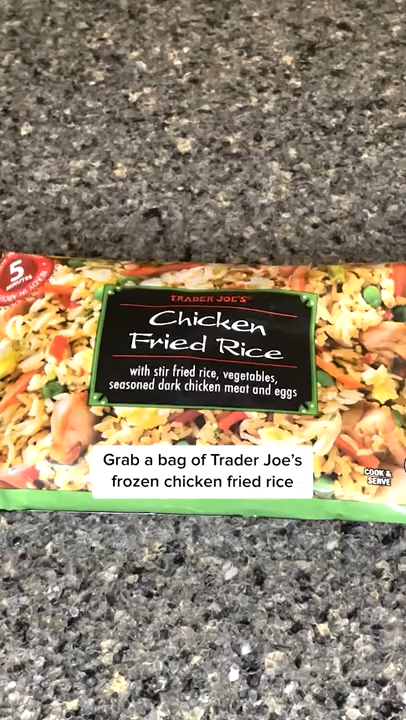 5
MINUTES
TRADER JOE'S
Chicken
Fried Rice
with stir fried rice, vegetables,
seasoned dark chicken meat and eggs
Grab a bag of Trader Joe's
frozen chicken fried rice
COOK &
SERVE